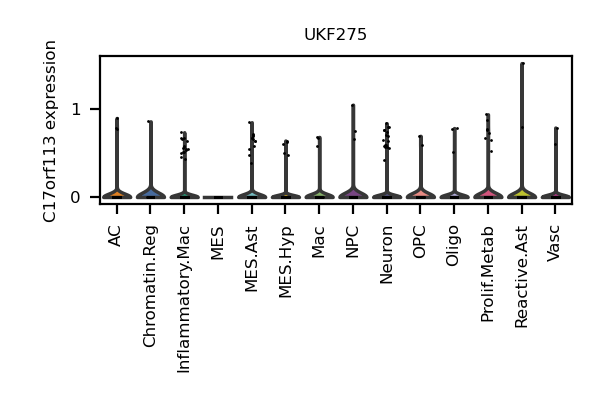 UKF275
C17orf113 expression
1
0
AC
Chromatin.Reg
Inflammatory.Mac
MES
MES.Ast
MES.Hyp
Mac
NPC
Neuron
OPC
Oligo
Prolif.Metab
Reactive.Ast
Vasc